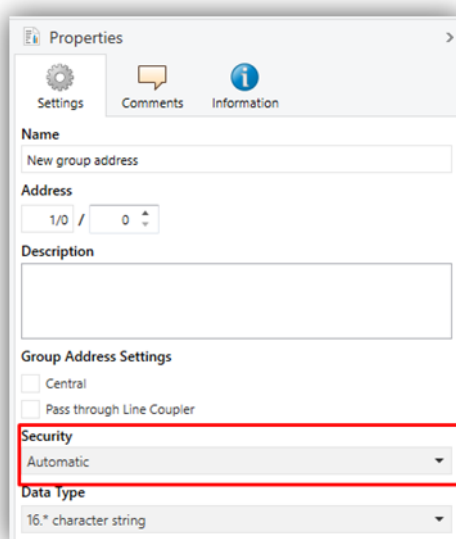 Properties
Settings Comments Information
Name
New group address
Address
1/0 / 0
Description
Group Address Settings
Central
Pass through Line Coupler
Security
Automatic
Data Type
16.* character string